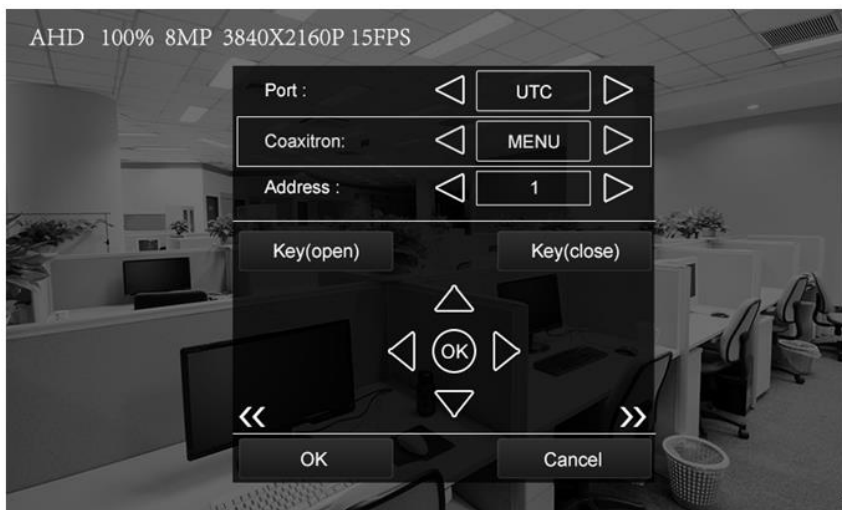 AHD 100% 8MP 3840X2160P 15FPS
Port : UTC
Coaxitron: MENU
Address : 1
Key(open) Key(close)
OK
OK Cancel